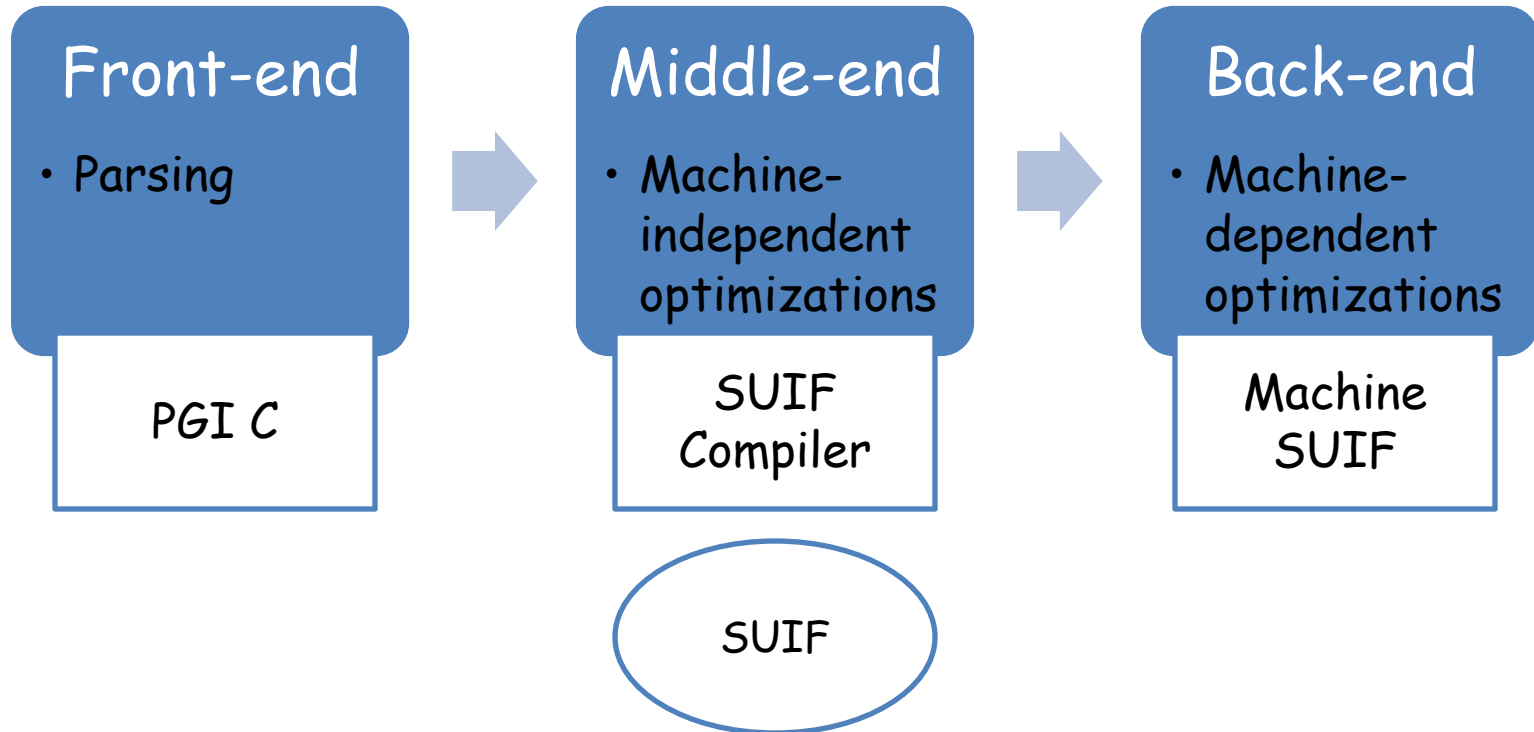 Front-end
• Parsing
PGI C
Middle-end
• Machine-
independent
optimizations
SUIF
Compiler
SUIF
Back-end
• Machine-
dependent
optimizations
Machine
SUIF